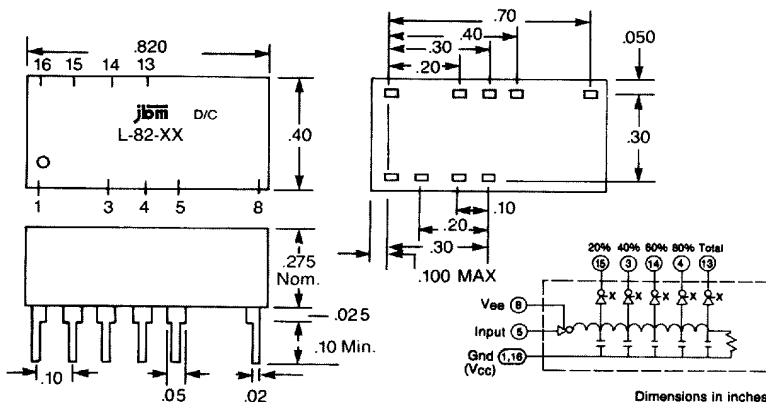 .820
16 15 14 13
jbm D/C
L-82-XX
.40
1 3 4 5 8
.70
.40
.30
.20
.050
.30
.10
.20
.30
.100 MAX
.275
Nom.
.025
.10 Min.
.10
.05
.02
20% 40% 60% 80% Total
15 3 14 4 13
X X X X X
Vee 8
Input 5
Gnd 1,16
(Vcc)
Dimensions in inches